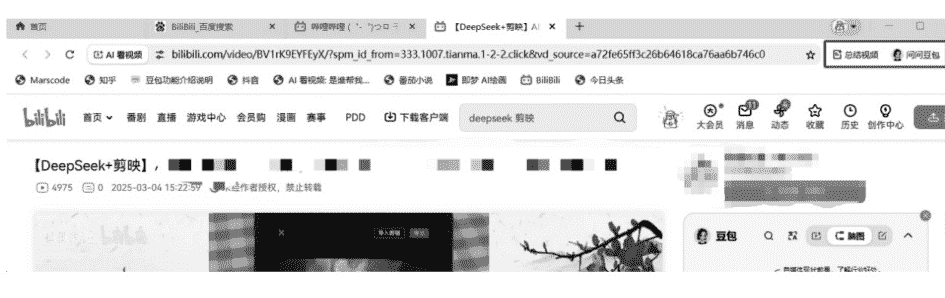 首页
BiliBili_百度搜索
哔哩哔哩 (゜-゜)つロ 干
【DeepSeek+剪映】AI
AI 看视频
bilibili.com/video/BV1rK9EYFEyX/?spm_id_from=333.1007.tianma.1-2-2.click&vd_source=a72fe65ff3c26b64618ca76aa6b746c0
总结视频
问问豆包
Marscode 知乎 豆包功能介绍说明 抖音 AI 看视频: 是谁帮我... 番茄小说 即梦 AI绘画 BiliBili 今日头条
bilibili 首页 番剧 直播 游戏中心 会员购 漫画 赛事 PDD 下载客户端 deepseek 剪映 大会员 消息 动态 收藏 历史 创作中心
【DeepSeek+剪映】,
4975 0 2025-03-04 15:22:59 未经作者授权、禁止转载
豆包 脑图